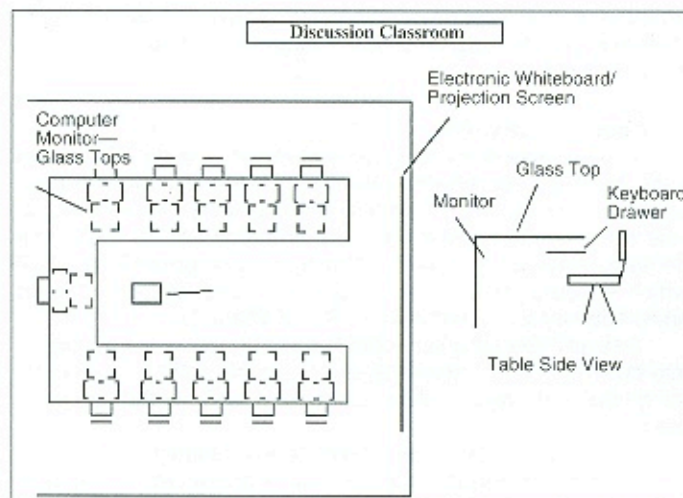 Discussion Classroom
Electronic Whiteboard/
Projection Screen
Computer
Monitor—
Glass Tops
Glass Top
Monitor
Keyboard
Drawer
Table Side View